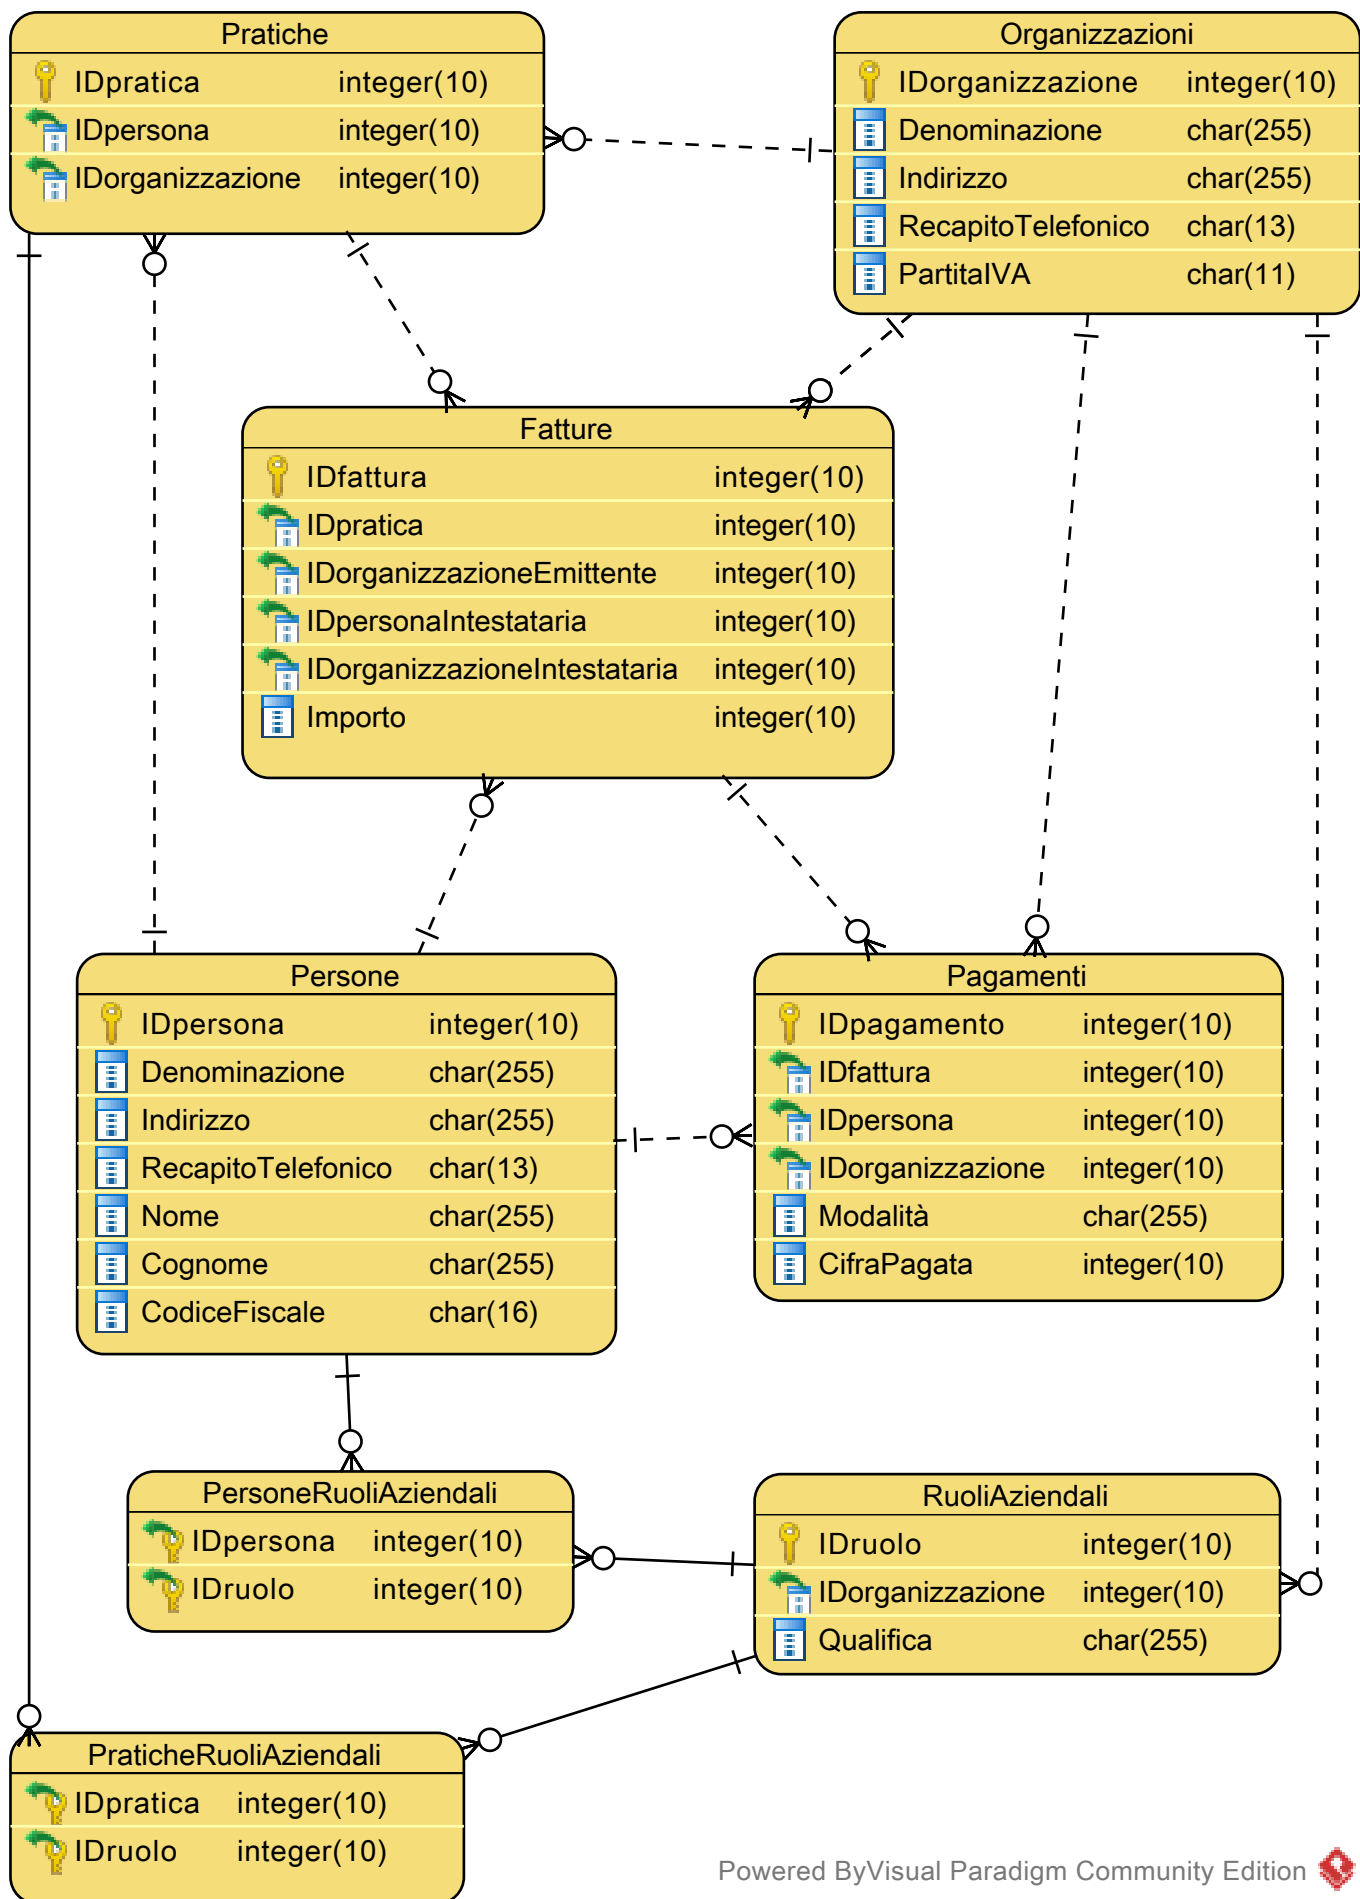 Pratiche
IDpratica integer(10)
IDpersona integer(10)
IDorganizzazione integer(10)
Organizzazioni
IDorganizzazione integer(10)
Denominazione char(255)
Indirizzo char(255)
RecapitoTelefonico char(13)
PartitaIVA char(11)
Fatture
IDfattura integer(10)
IDpratica integer(10)
IDorganizzazioneEmittente integer(10)
IDpersonaIntestataria integer(10)
IDorganizzazioneIntestataria integer(10)
Importo integer(10)
Persone
IDpersona integer(10)
Denominazione char(255)
Indirizzo char(255)
RecapitoTelefonico char(13)
Nome char(255)
Cognome char(255)
CodiceFiscale char(16)
Pagamenti
IDpagamento integer(10)
IDfattura integer(10)
IDpersona integer(10)
IDorganizzazione integer(10)
Modalità char(255)
CifraPagata integer(10)
PersoneRuoliAziendali
IDpersona integer(10)
IDruolo integer(10)
RuoliAziendali
IDruolo integer(10)
IDorganizzazione integer(10)
Qualifica char(255)
PraticheRuoliAziendali
IDpratica integer(10)
IDruolo integer(10)
Powered ByVisual Paradigm Community Edition